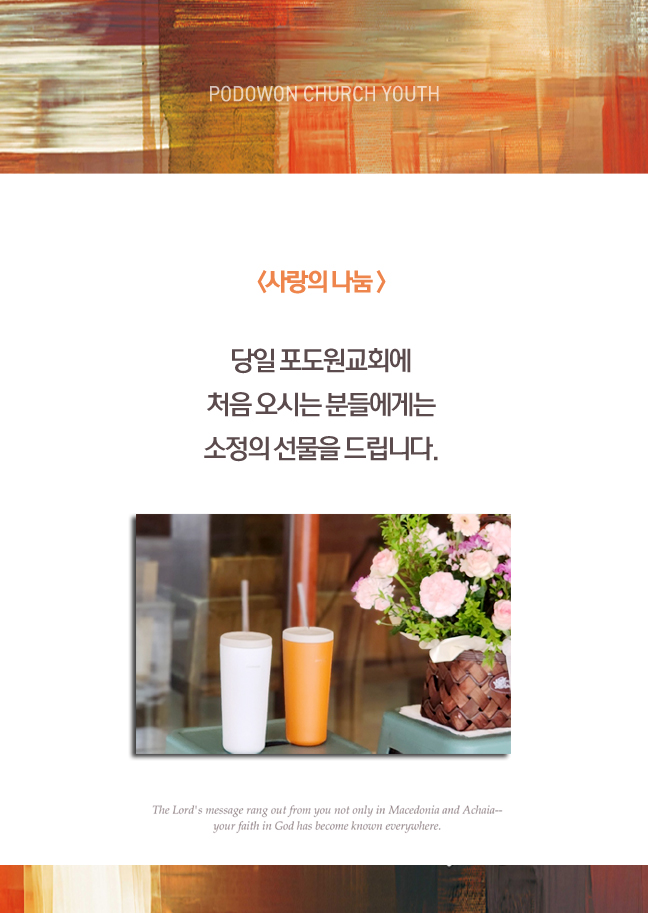 PODOWON CHURCH YOUTH
<사랑의 나눔 >
당일 포도원교회에
처음 오시는 분들에게는
소정의 선물을 드립니다.
The Lord's message rang out from you not only in Macedonia and Achaia--
your faith in God has become known everywhere.